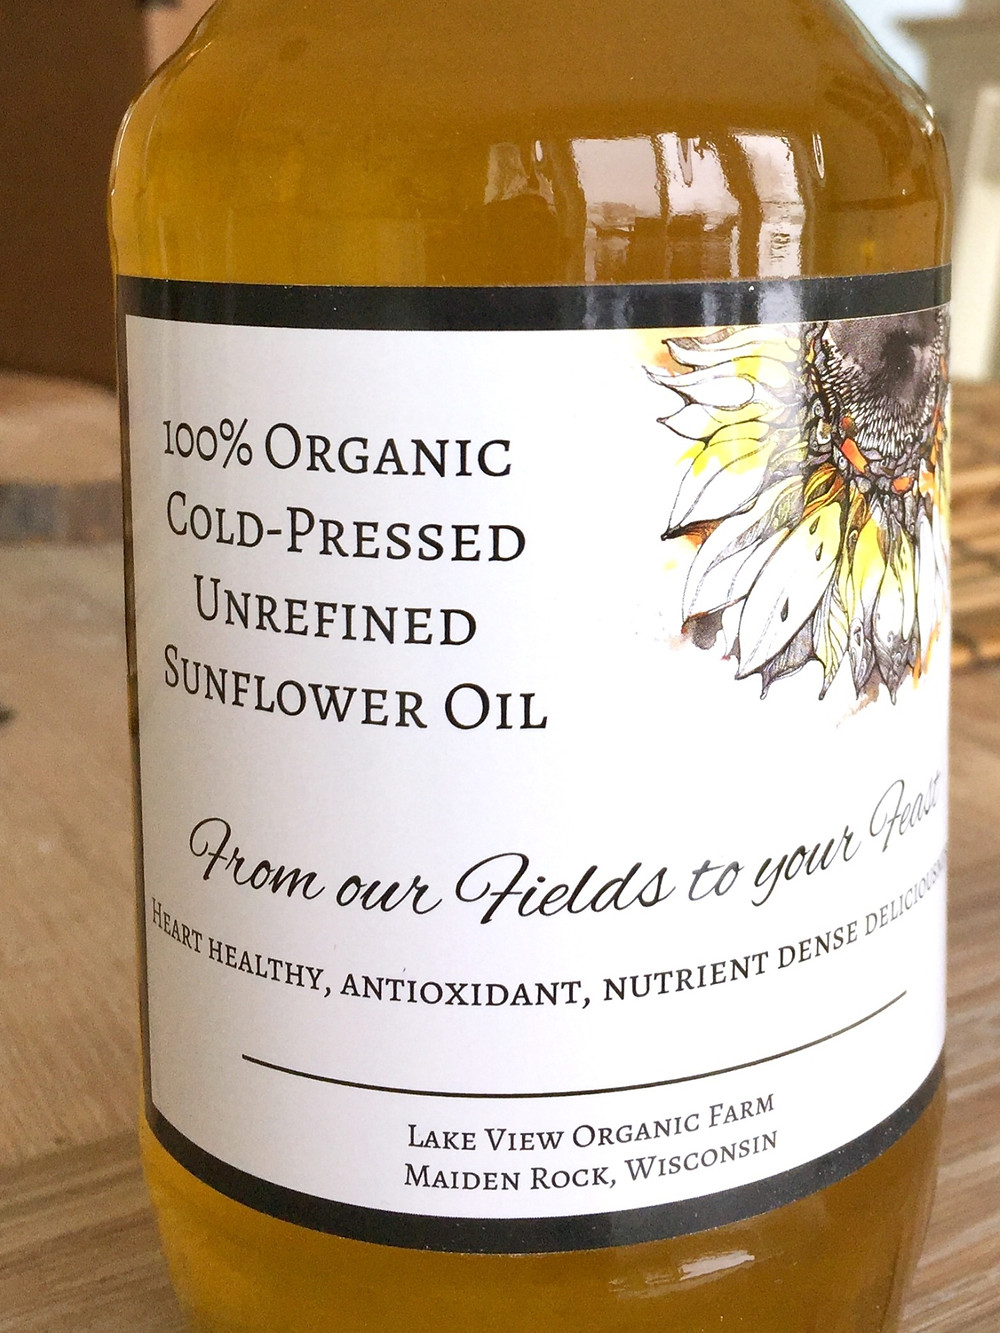 100% ORGANIC
COLD-PRESSED
UNREFINED
SUNFLOWER OIL
From our Fields to your Feast
HEART HEALTHY, ANTIOXIDANT, NUTRIENT DENSE
LAKE VIEW ORGANIC FARM
MAIDEN ROCK, WISCONSIN